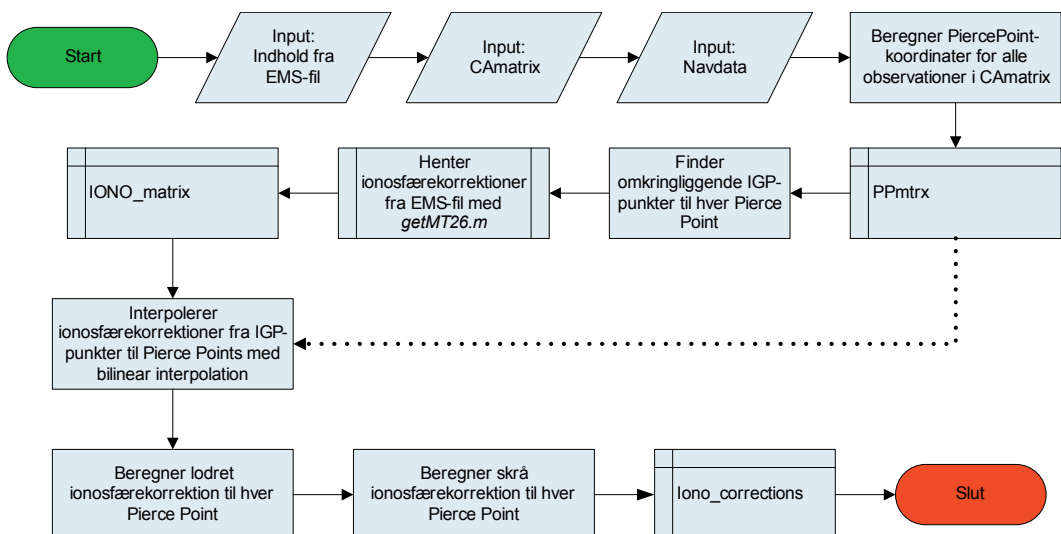 Start
Input:
Indhold fra
EMS-fil
Input:
CAmatrix
Input:
Navdata
Beregner PiercePoint-
koordinater for alle
observationer i CAmatrix
IONO_matrix
Henter
ionosfærekorrektioner
fra EMS-fil med
getMT26.m
Finder
omkringliggende IGP-
punkter til hver Pierce
Point
PPmtrx
Interpolerer
ionosfærekorrektioner fra IGP-
punkter til Pierce Points med
bilinear interpolation
Beregner lodret
ionosfærekorrektion til hver
Pierce Point
Beregner skrå
ionosfærekorrektion til hver
Pierce Point
Iono_corrections
Slut